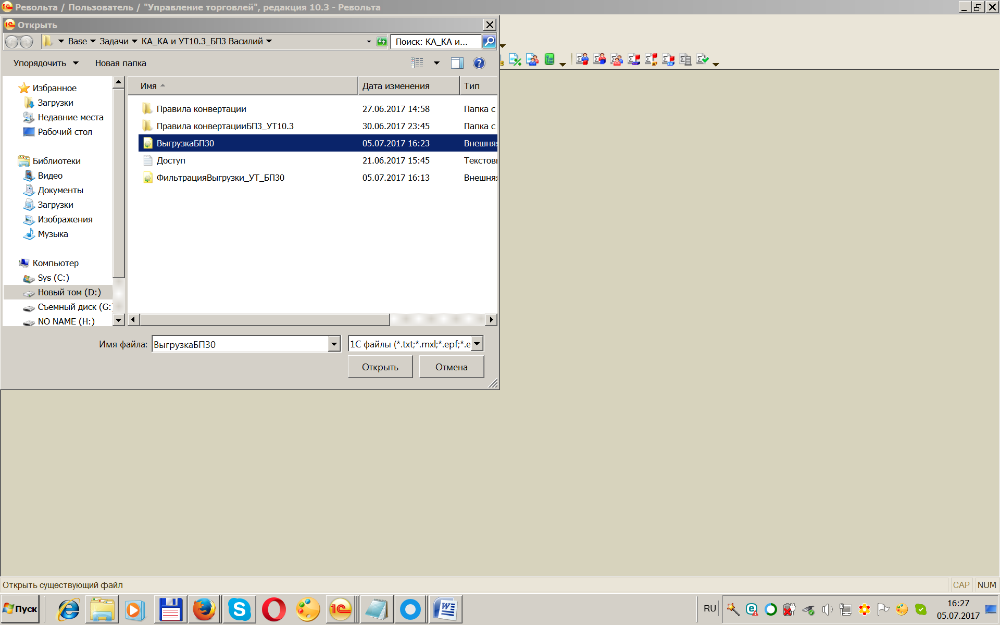 Револьта / Пользователь / "Управление торговлей", редакция 10.3 - Револьта
Открыть
Base Задачи КА_КА и УТ10.3_БП3 Василий
Поиск: КА_КА и...
Упорядочить Новая папка
Имя Дата изменения Тип
Правила конвертации 27.06.2017 14:58 Папка с
Правила конвертацииБП3_УТ10.3 30.06.2017 23:45 Папка с
ВыгрузкаБП30 05.07.2017 16:23 Внешняя
Доступ 21.06.2017 15:45 Текстовы
ФильтрацияВыгрузки_УТ_БП30 05.07.2017 16:13 Внешняя
Избранное
Загрузки
Недавние места
Рабочий стол
Библиотеки
Видео
Документы
Загрузки
Изображения
Музыка
Компьютер
Sys (C:)
Новый том (D:)
Съемный диск (G:
NO NAME (H:)
Имя файла: ВыгрузкаБП30 1С файлы (*.txt;*.mxl;*.epf;*.e
Открыть Отмена
Открыть существующий файл
CAP NUM
Пуск
RU
16:27
05.07.2017